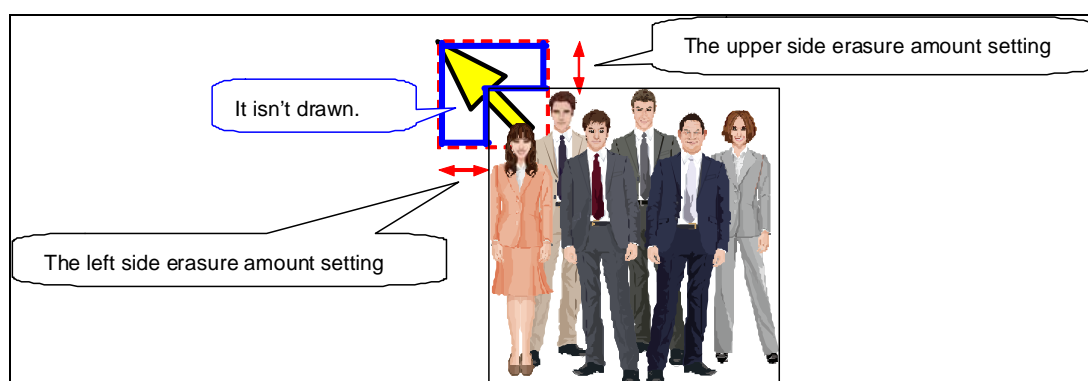 The upper side erasure amount setting
It isn't drawn.
The left side erasure amount setting